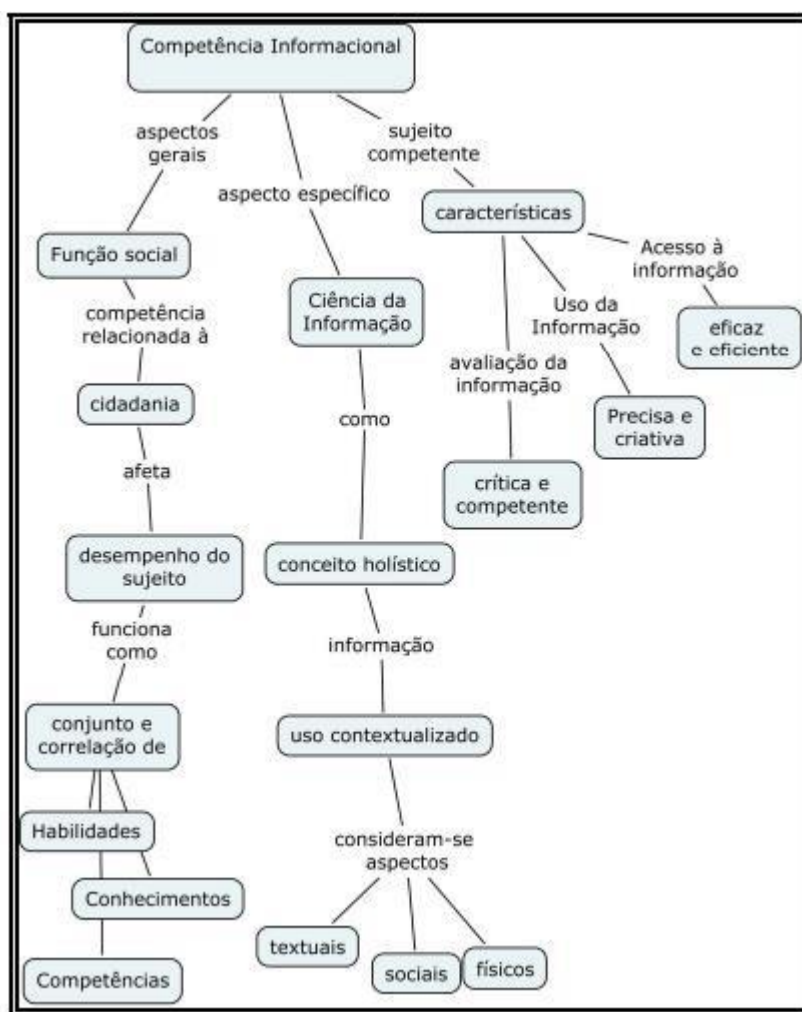 Competência Informacional
aspectos
gerais
Função social
competência
relacionada à
cidadania
afeta
desempenho do
sujeito
funciona
como
conjunto e
correlação de
Habilidades
Conhecimentos
Competências
aspecto específico
Ciência da
Informação
como
conceito holístico
informação
uso contextualizado
consideram-se
aspectos
textuais
sociais
físicos
sujeito
competente
características
avaliação da
informação
crítica e
competente
Uso da
Informação
Precisa e
criativa
Acesso à
informação
eficaz
e eficiente